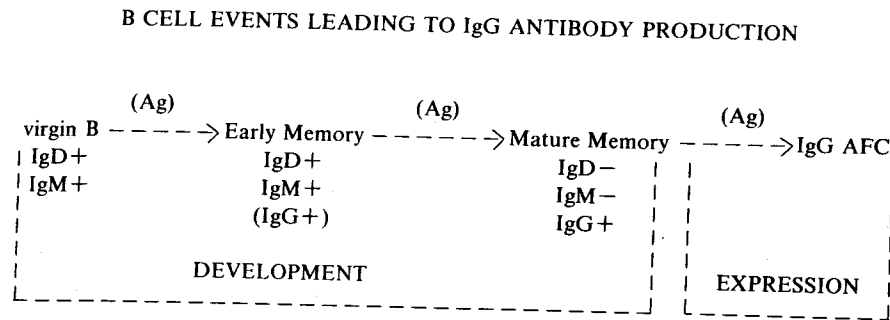 B CELL EVENTS LEADING TO IgG ANTIBODY PRODUCTION
(Ag) (Ag) (Ag)
virgin B Early Memory Mature Memory IgG AFC
IgD+ IgD+ IgD−
IgM+ IgM+ IgM−
(IgG+) IgG+
DEVELOPMENT EXPRESSION